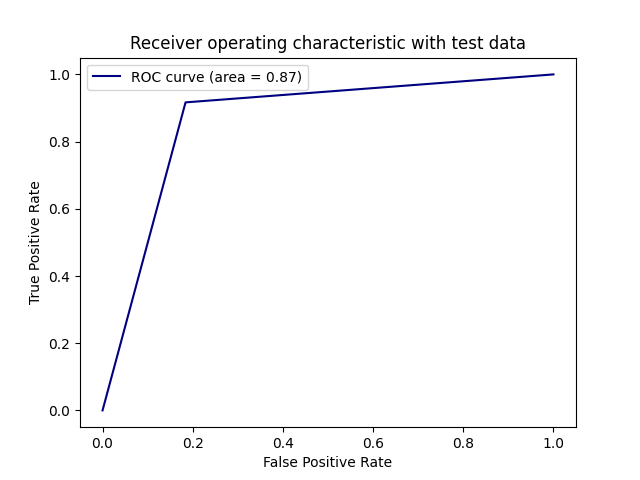 Receiver operating characteristic with test data
ROC curve (area = 0.87)
1.0
0.8
0.6
0.4
0.2
0.0
True Positive Rate
0.0 0.2 0.4 0.6 0.8 1.0
False Positive Rate